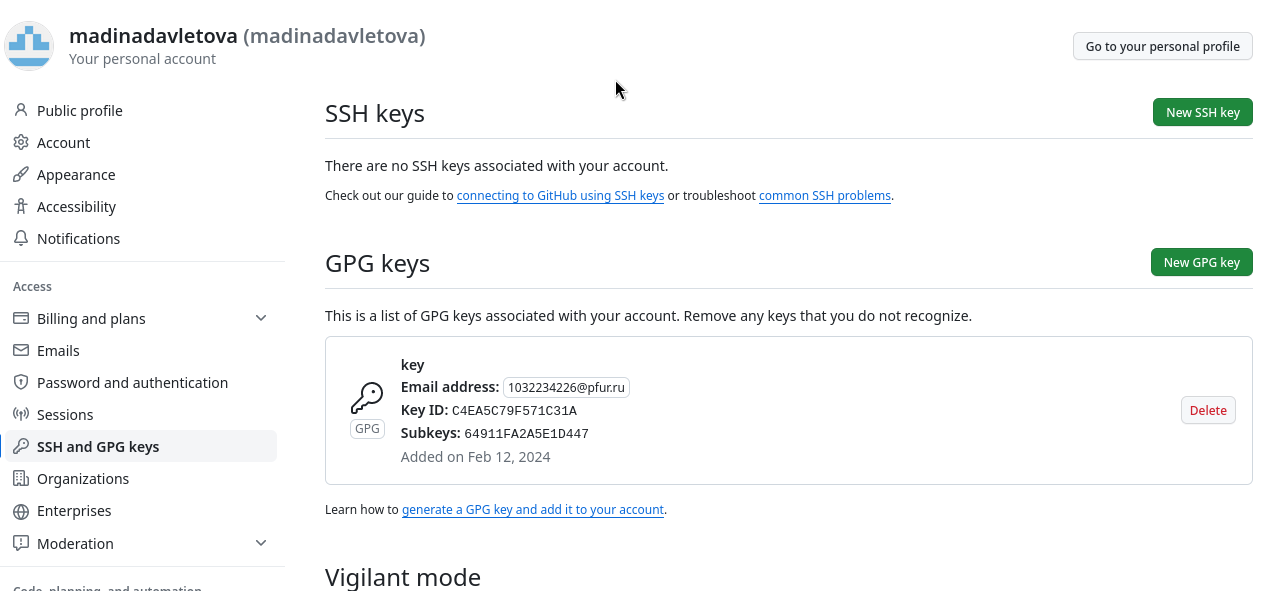 madinadavletova (madinadavletova)
Your personal account
Go to your personal profile
Public profile
Account
Appearance
Accessibility
Notifications
Access
Billing and plans
Emails
Password and authentication
Sessions
SSH and GPG keys
Organizations
Enterprises
Moderation
Code, planning, and automation
SSH keys
New SSH key
There are no SSH keys associated with your account.
Check out our guide to connecting to GitHub using SSH keys or troubleshoot common SSH problems.
GPG keys
New GPG key
This is a list of GPG keys associated with your account. Remove any keys that you do not recognize.
key
Email address: 1032234226@pfur.ru
Key ID: C4EA5C79F571C31A
Subkeys: 64911FA2A5E1D447
Added on Feb 12, 2024
GPG
Delete
Learn how to generate a GPG key and add it to your account.
Vigilant mode